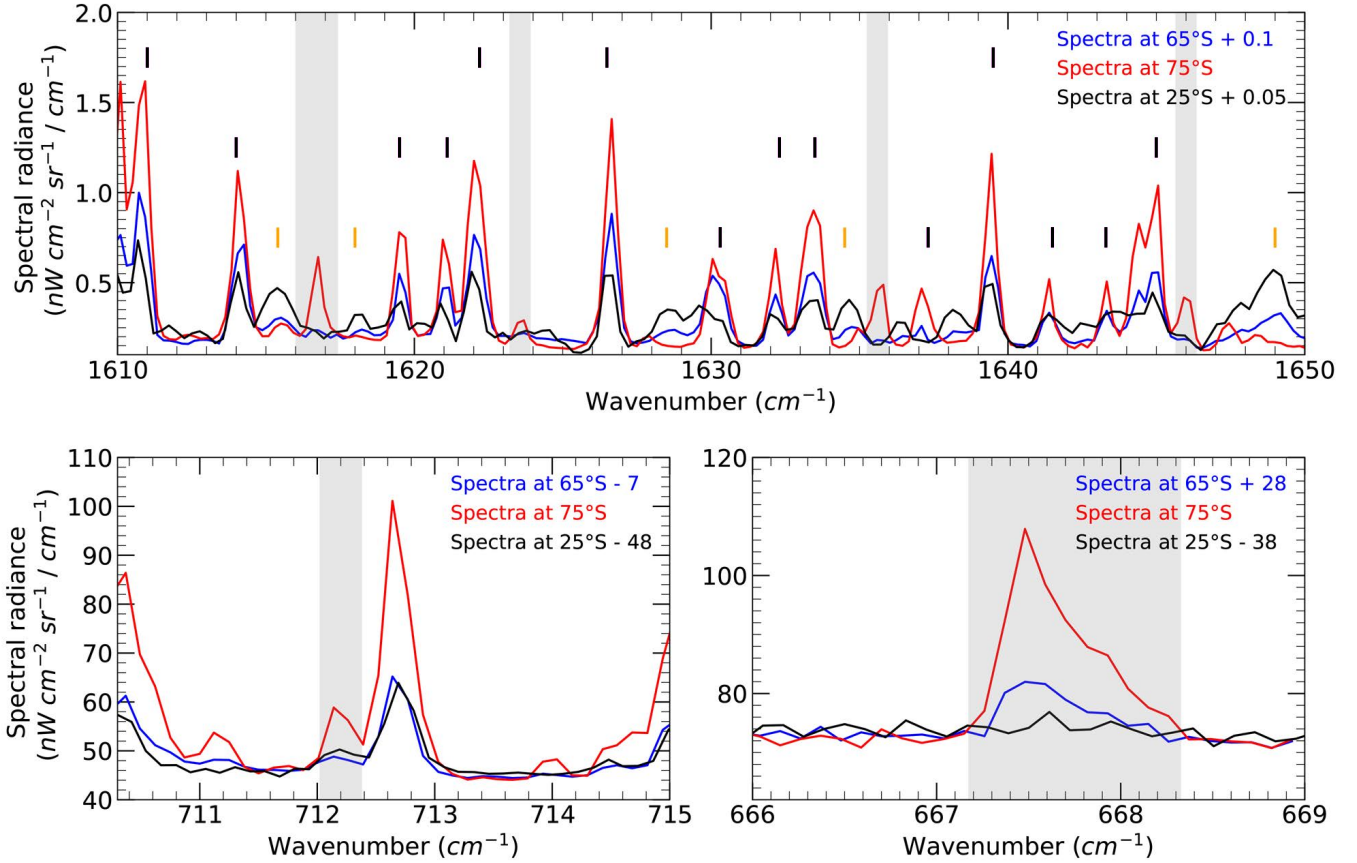 Spectral radiance
(nW cm⁻² sr⁻¹ / cm⁻¹)
2.0
1.5
1.0
0.5
Spectra at 65°S + 0.1
Spectra at 75°S
Spectra at 25°S + 0.05
1610 1620 1630 1640 1650
Wavenumber (cm⁻¹)
Spectral radiance
(nW cm⁻² sr⁻¹ / cm⁻¹)
110
100
90
80
70
60
50
40
Spectra at 65°S - 7
Spectra at 75°S
Spectra at 25°S - 48
711 712 713 714 715
Wavenumber (cm⁻¹)
120
100
80
Spectra at 65°S + 28
Spectra at 75°S
Spectra at 25°S - 38
666 667 668 669
Wavenumber (cm⁻¹)